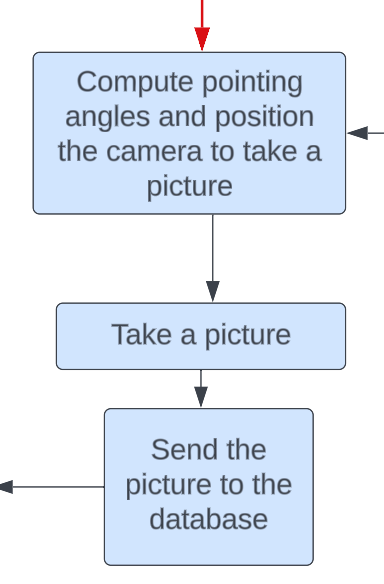 Compute pointing
angles and position
the camera to take a
picture
Take a picture
Send the
picture to the
database